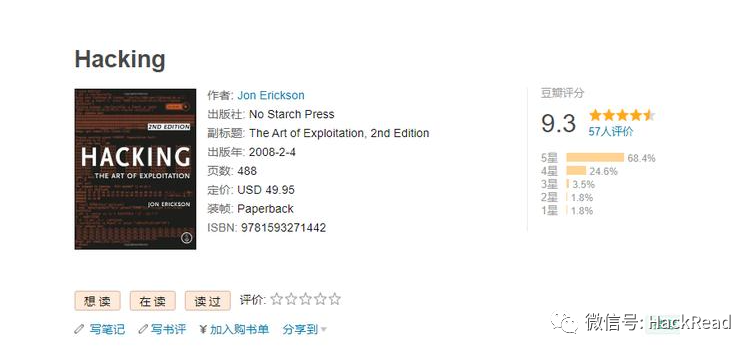 Hacking
2ND EDITION
HACKING
THE ART OF EXPLOITATION
JON ERICKSON
作者: Jon Erickson
出版社: No Starch Press
副标题: The Art of Exploitation, 2nd Edition
出版年: 2008-2-4
页数: 488
定价: USD 49.95
装帧: Paperback
ISBN: 9781593271442
豆瓣评分
9.3
57人评价
5星 68.4%
4星 24.6%
3星 3.5%
2星 1.8%
1星 1.8%
想读 在读 读过 评价:
写笔记 写书评 ¥ 加入购书单 分享到
微信号: HackRead